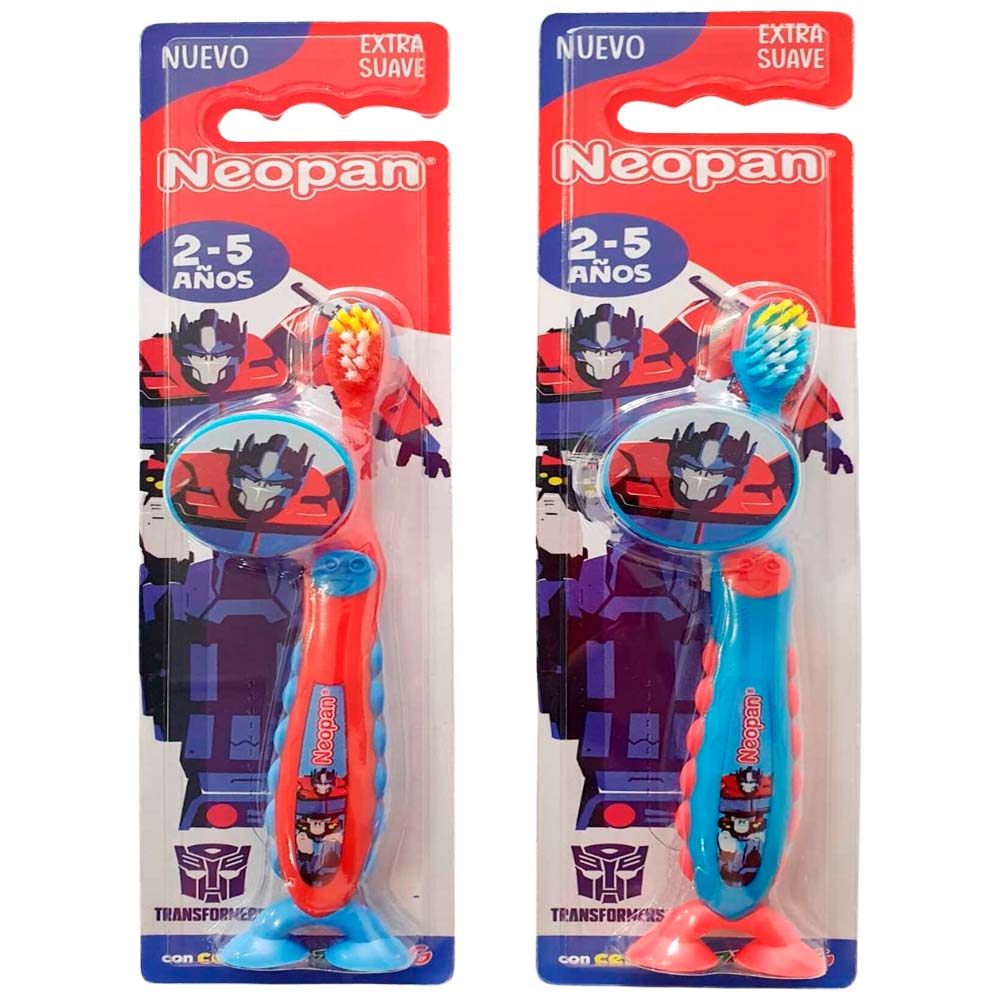 NUEVO
EXTRA
SUAVE
Neopan®
2-5
AÑOS
Neopan®
TRANSFORMERS
con
NUEVO
EXTRA
SUAVE
Neopan®
2-5
AÑOS
Neopan®
TRANSFORMERS
con